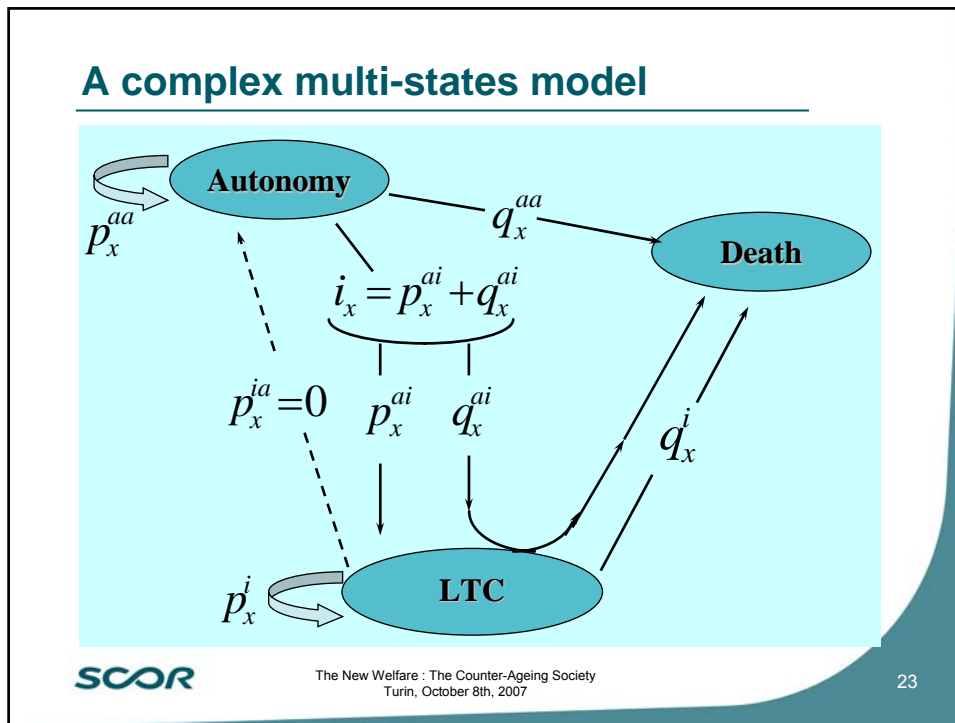 A complex multi-states model
Autonomy
p_x^{aa}
q_x^{aa}
Death
i_x = p_x^{ai} + q_x^{ai}
p_x^{ia} = 0
p_x^{ai}
q_x^{ai}
q_x^{i}
p_x^{i}
LTC
SCOR
The New Welfare : The Counter-Ageing Society
Turin, October 8th, 2007
23